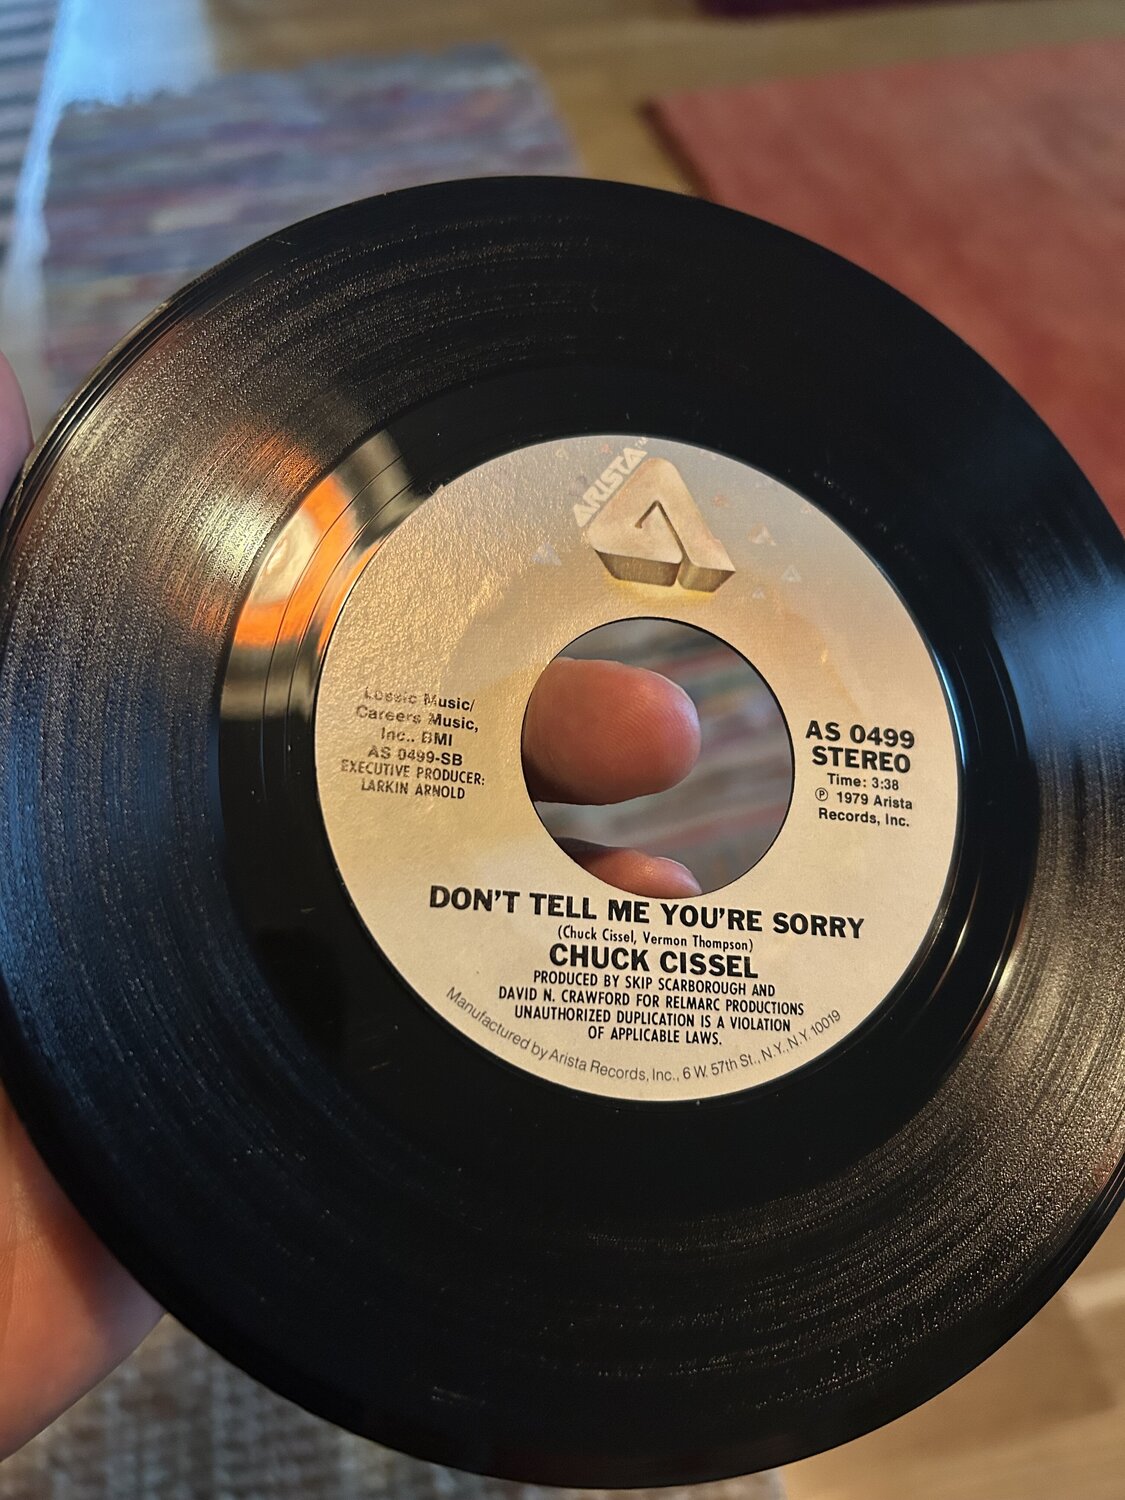 ARISTA™
Lossic Music/
Careers Music,
Inc., BMI
AS 0499-SB
EXECUTIVE PRODUCER:
LARKIN ARNOLD
AS 0499
STEREO
Time: 3:38
Ⓟ 1979 Arista
Records, Inc.
DON'T TELL ME YOU'RE SORRY
(Chuck Cissel, Vermon Thompson)
CHUCK CISSEL
PRODUCED BY SKIP SCARBOROUGH AND
DAVID N. CRAWFORD FOR RELMARC PRODUCTIONS
UNAUTHORIZED DUPLICATION IS A VIOLATION
OF APPLICABLE LAWS.
Manufactured by Arista Records, Inc., 6 W. 57th St., N.Y., N.Y. 10019